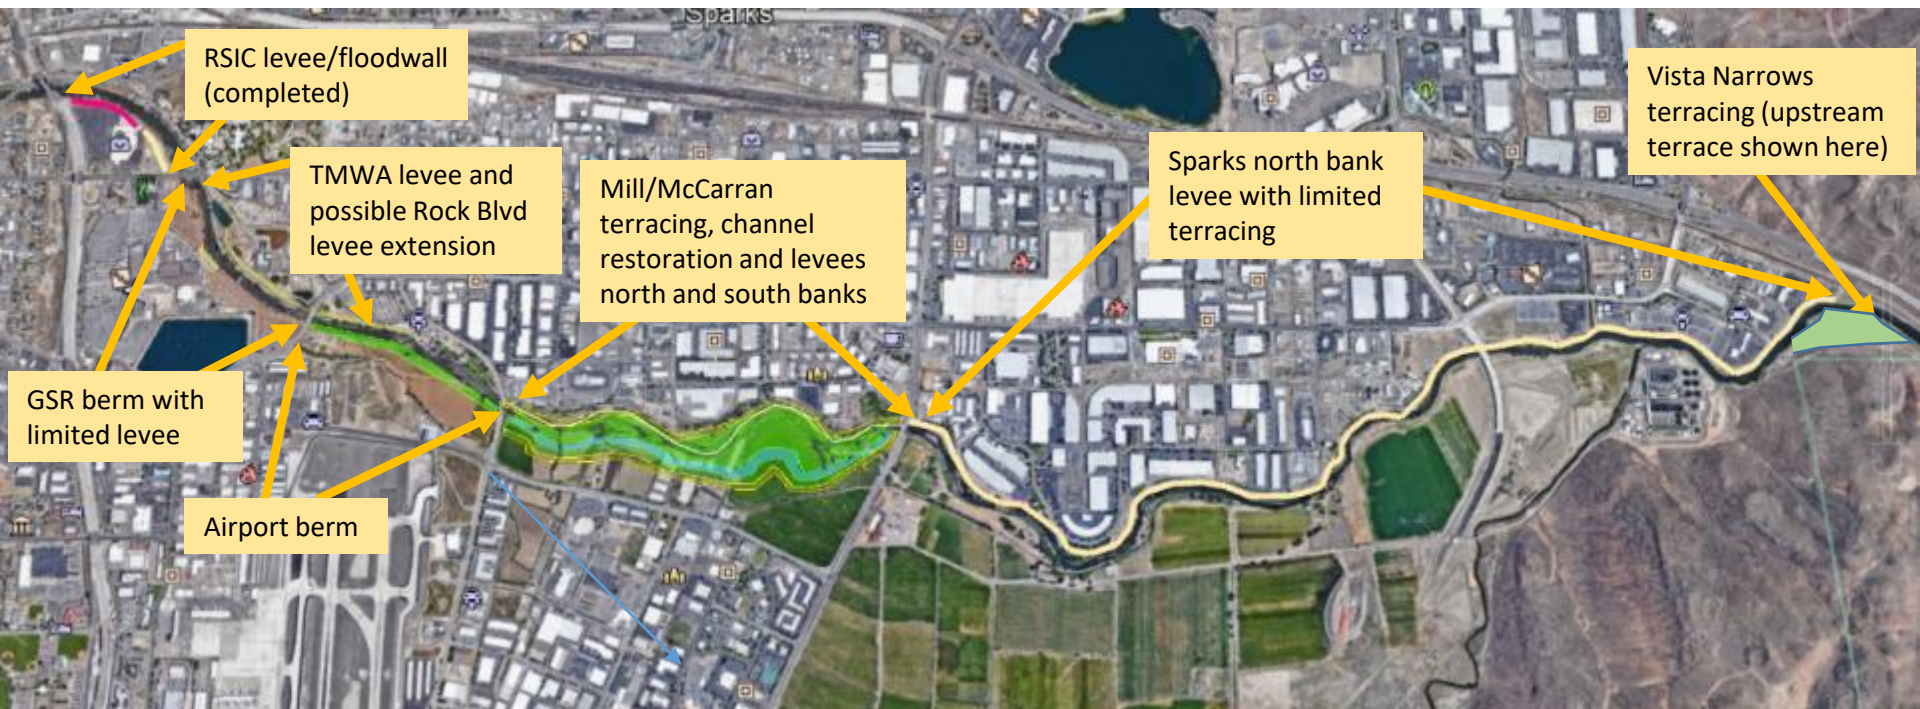 Sparks
RSIC levee/floodwall
(completed)
TMWA levee and
possible Rock Blvd
levee extension
Mill/McCarran
terracing, channel
restoration and levees
north and south banks
Sparks north bank
levee with limited
terracing
Vista Narrows
terracing (upstream
terrace shown here)
GSR berm with
limited levee
Airport berm